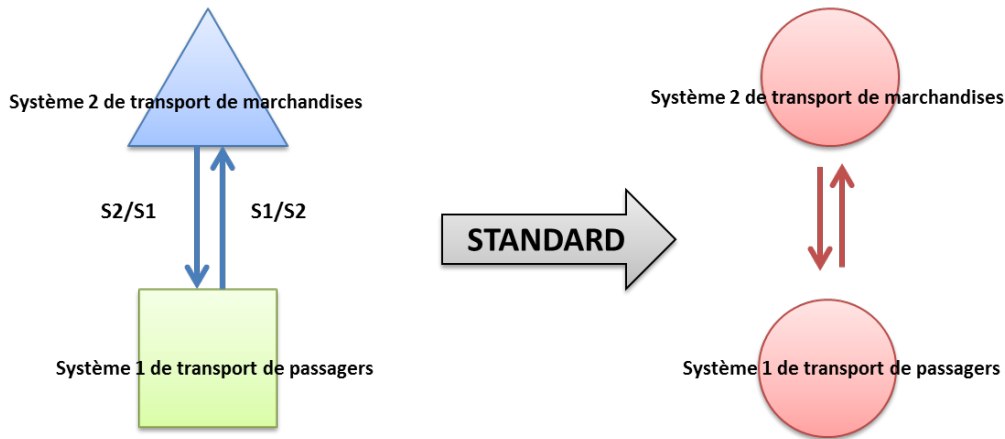 Système 2 de transport de marchandises
S2/S1
S1/S2
Système 1 de transport de passagers
STANDARD
Système 2 de transport de marchandises
Système 1 de transport de passagers